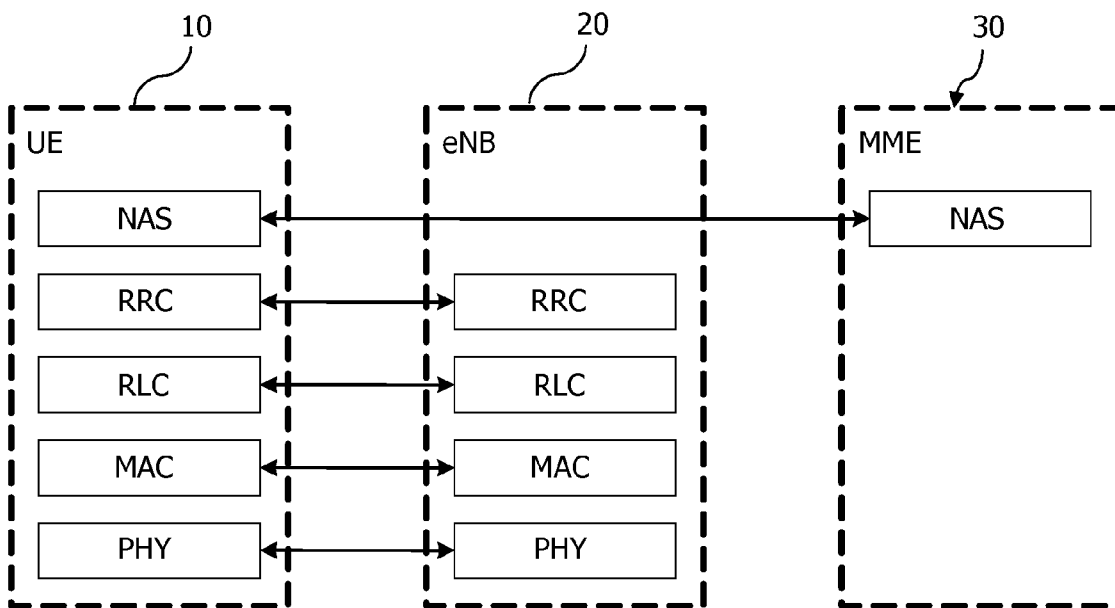 10 20 30
UE eNB MME
NAS NAS
RRC RRC
RLC RLC
MAC MAC
PHY PHY